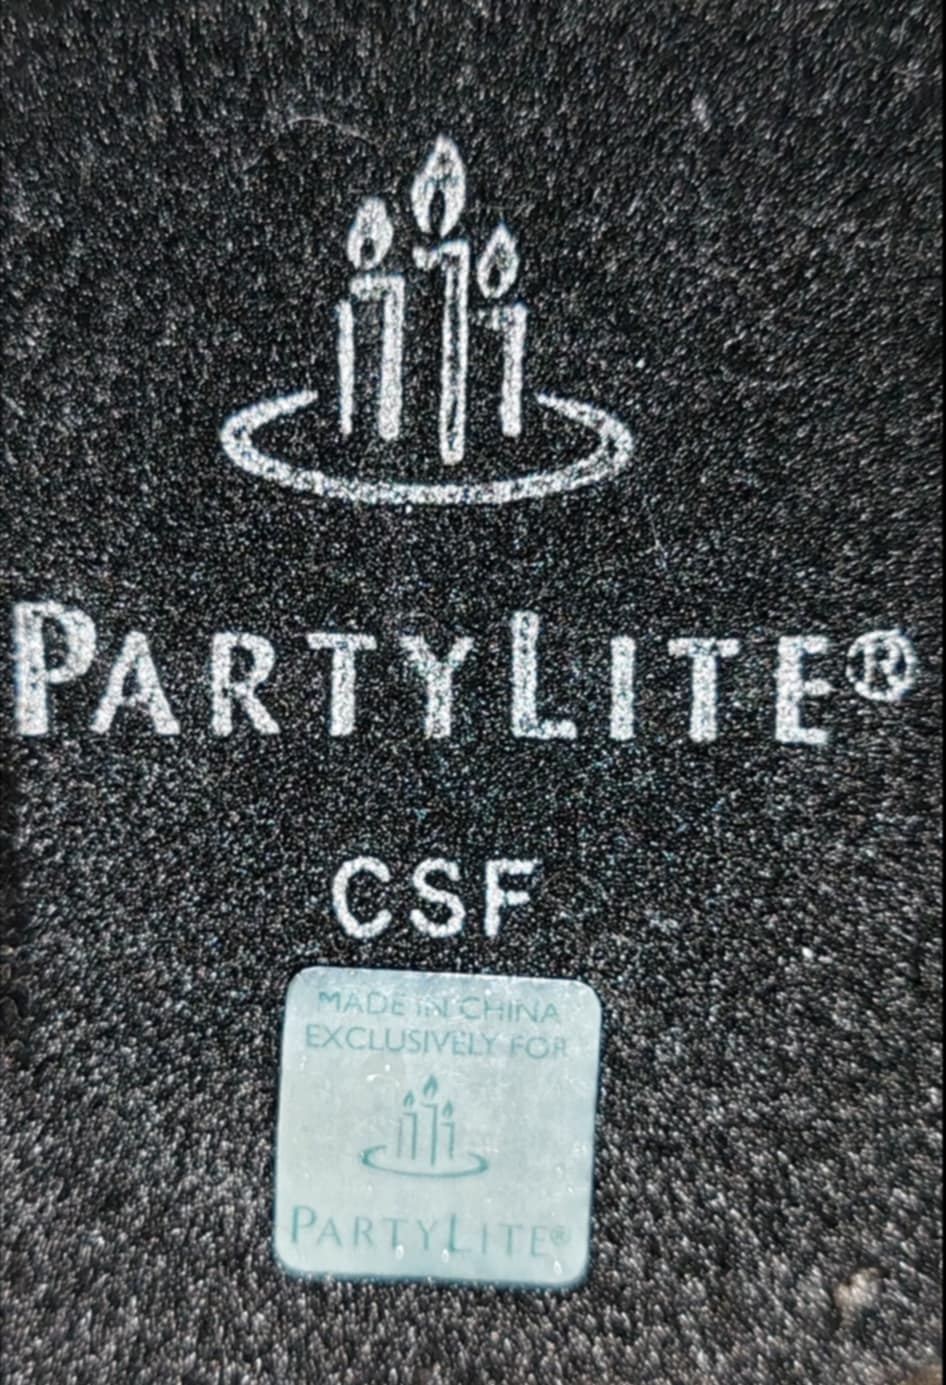 PARTYLITE®
CSF
MADE IN CHINA
EXCLUSIVELY FOR
PARTYLITE®